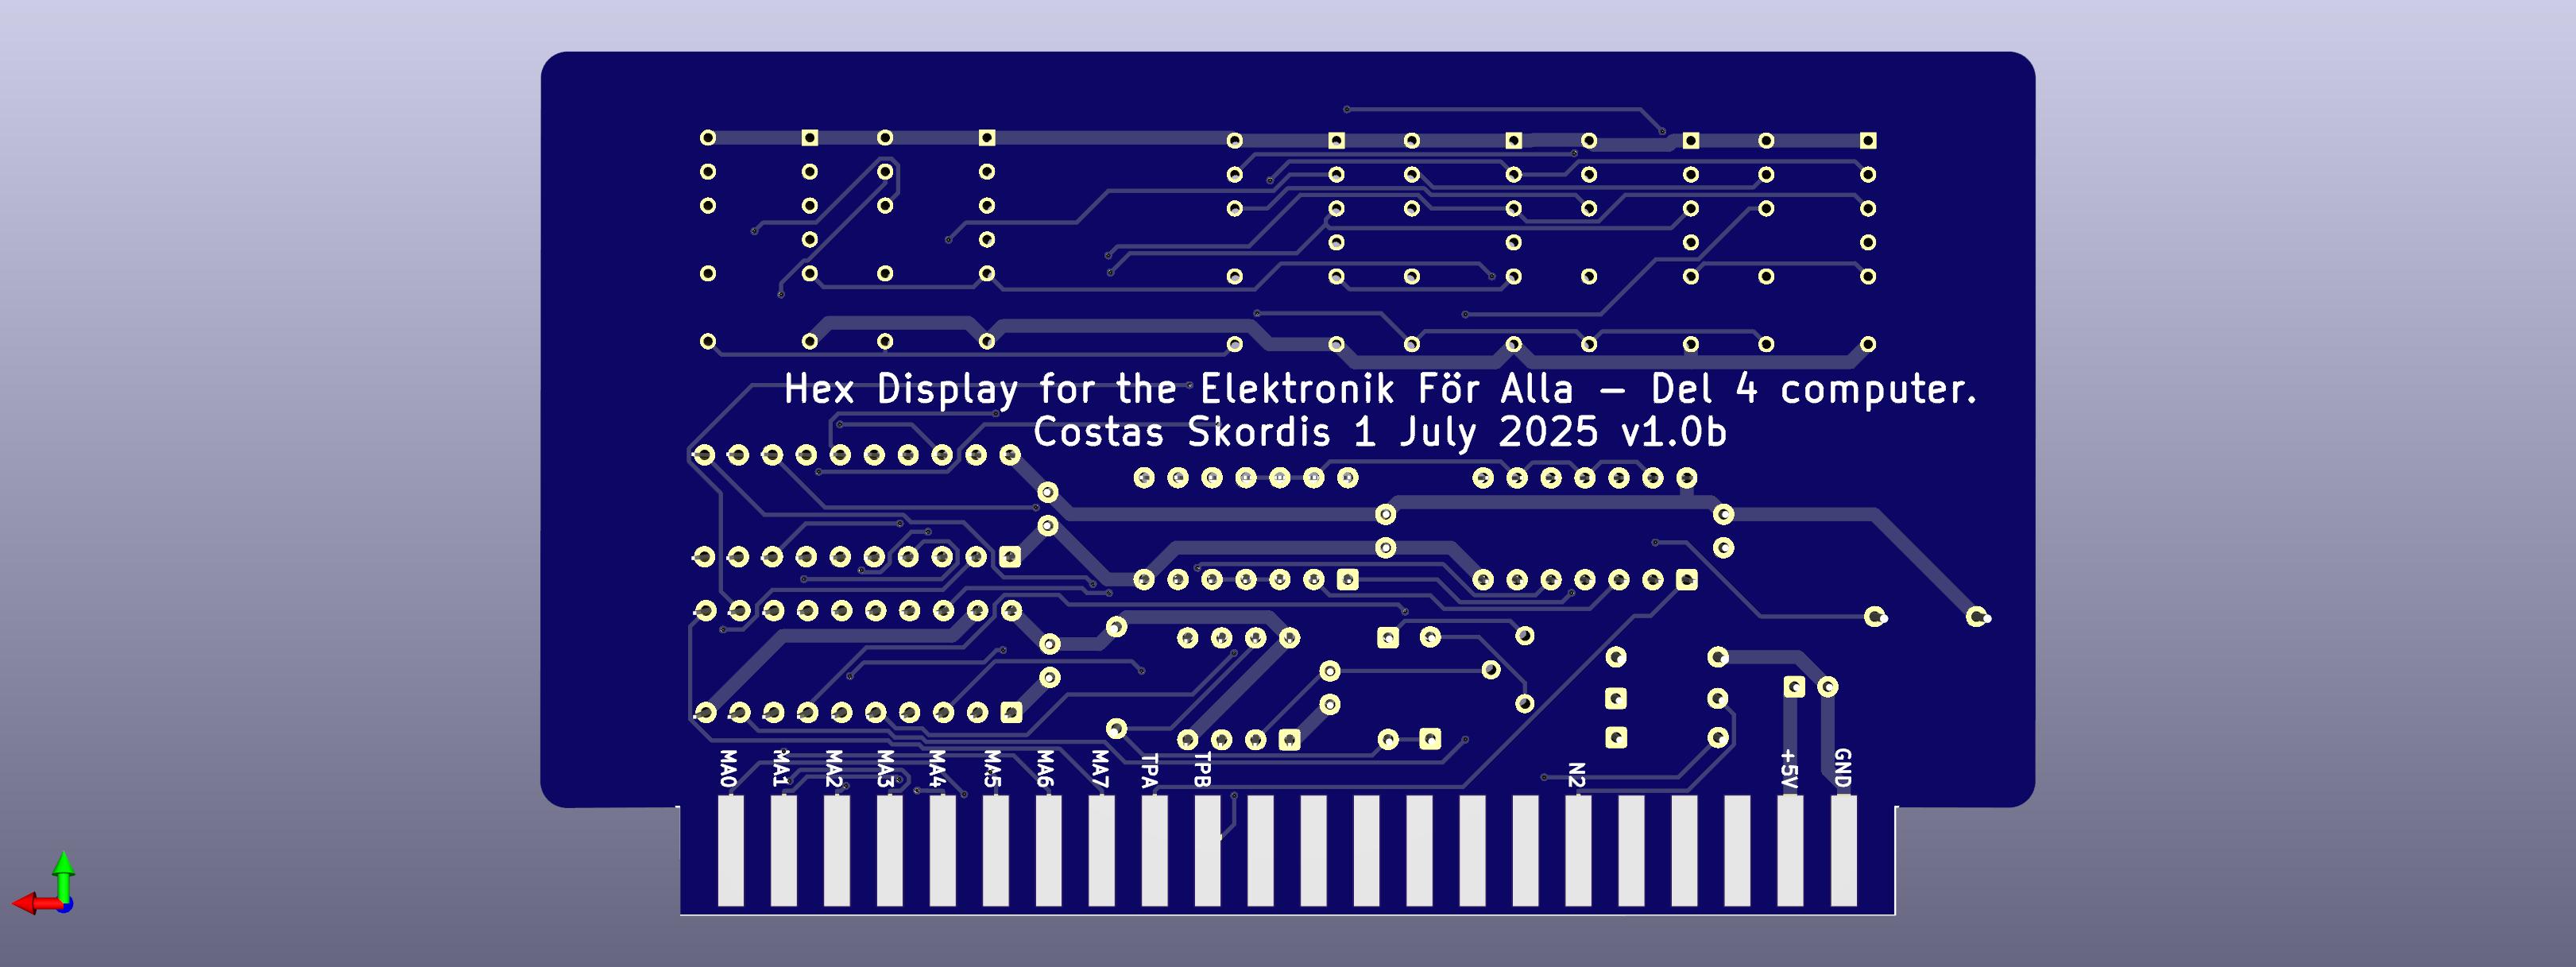 Hex Display for the Elektronik För Alla – Del 4 computer.
Costas Skordis 1 July 2025 v1.0b
MA0
MA1
MA2
MA3
MA4
MA5
MA6
MA7
TPA
TPB
N2
+5V
GND